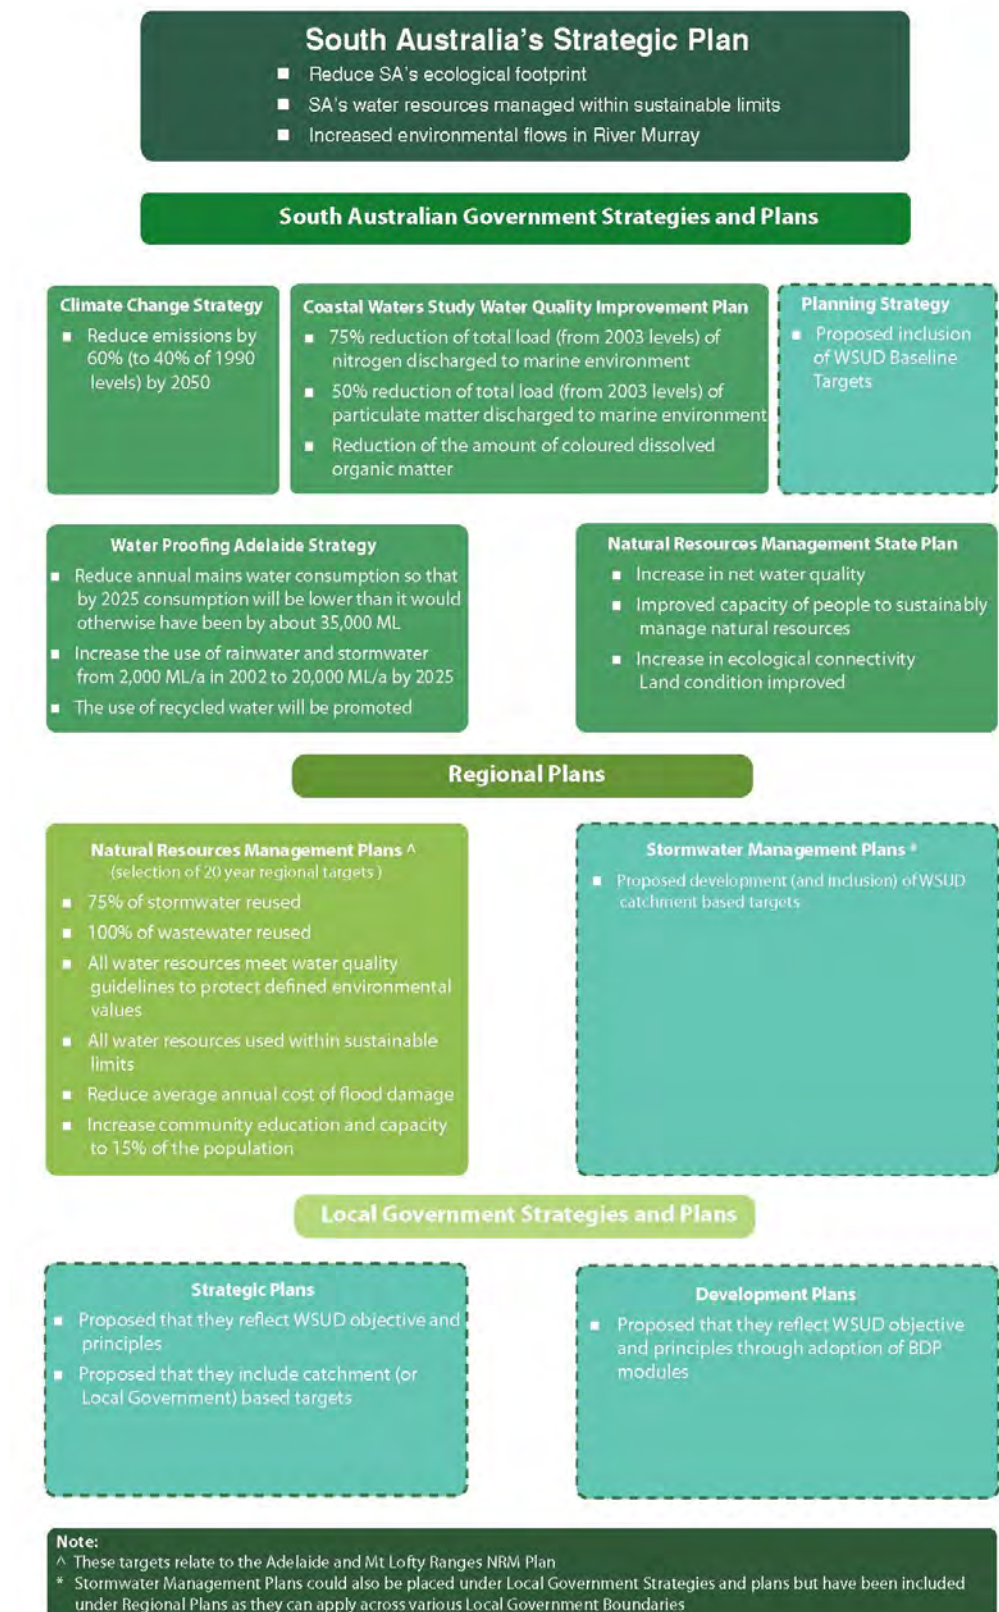 South Australia's Strategic Plan
■ Reduce SA's ecological footprint
■ SA's water resources managed within sustainable limits
■ Increased environmental flows in River Murray
South Australian Government Strategies and Plans
Climate Change Strategy
■ Reduce emissions by
60% (to 40% of 1990
levels) by 2050
Coastal Waters Study Water Quality Improvement Plan
■ 75% reduction of total load (from 2003 levels) of
nitrogen discharged to marine environment
■ 50% reduction of total load (from 2003 levels) of
particulate matter discharged to marine environment
■ Reduction of the amount of coloured dissolved
organic matter
Planning Strategy
■ Proposed inclusion
of WSUD Baseline
Targets
Water Proofing Adelaide Strategy
■ Reduce annual mains water consumption so that
by 2025 consumption will be lower than it would
otherwise have been by about 35,000 ML
■ Increase the use of rainwater and stormwater
from 2,000 ML/a in 2002 to 20,000 ML/a by 2025
■ The use of recycled water will be promoted
Natural Resources Management State Plan
■ Increase in net water quality
■ Improved capacity of people to sustainably
manage natural resources
■ Increase in ecological connectivity
Land condition improved
Regional Plans
Natural Resources Management Plans ^
(selection of 20 year regional targets )
■ 75% of stormwater reused
■ 100% of wastewater reused
■ All water resources meet water quality
guidelines to protect defined environmental
values
■ All water resources used within sustainable
limits
■ Reduce average annual cost of flood damage
■ Increase community education and capacity
to 15% of the population
Stormwater Management Plans *
■ Proposed development (and inclusion) of WSUD
catchment based targets
Local Government Strategies and Plans
Strategic Plans
■ Proposed that they reflect WSUD objective and
principles
■ Proposed that they include catchment (or
Local Government) based targets
Development Plans
■ Proposed that they reflect WSUD objective
and principles through adoption of BDP
modules
Note:
^ These targets relate to the Adelaide and Mt Lofty Ranges NRM Plan
* Stormwater Management Plans could also be placed under Local Government Strategies and plans but have been included
under Regional Plans as they can apply across various Local Government Boundaries